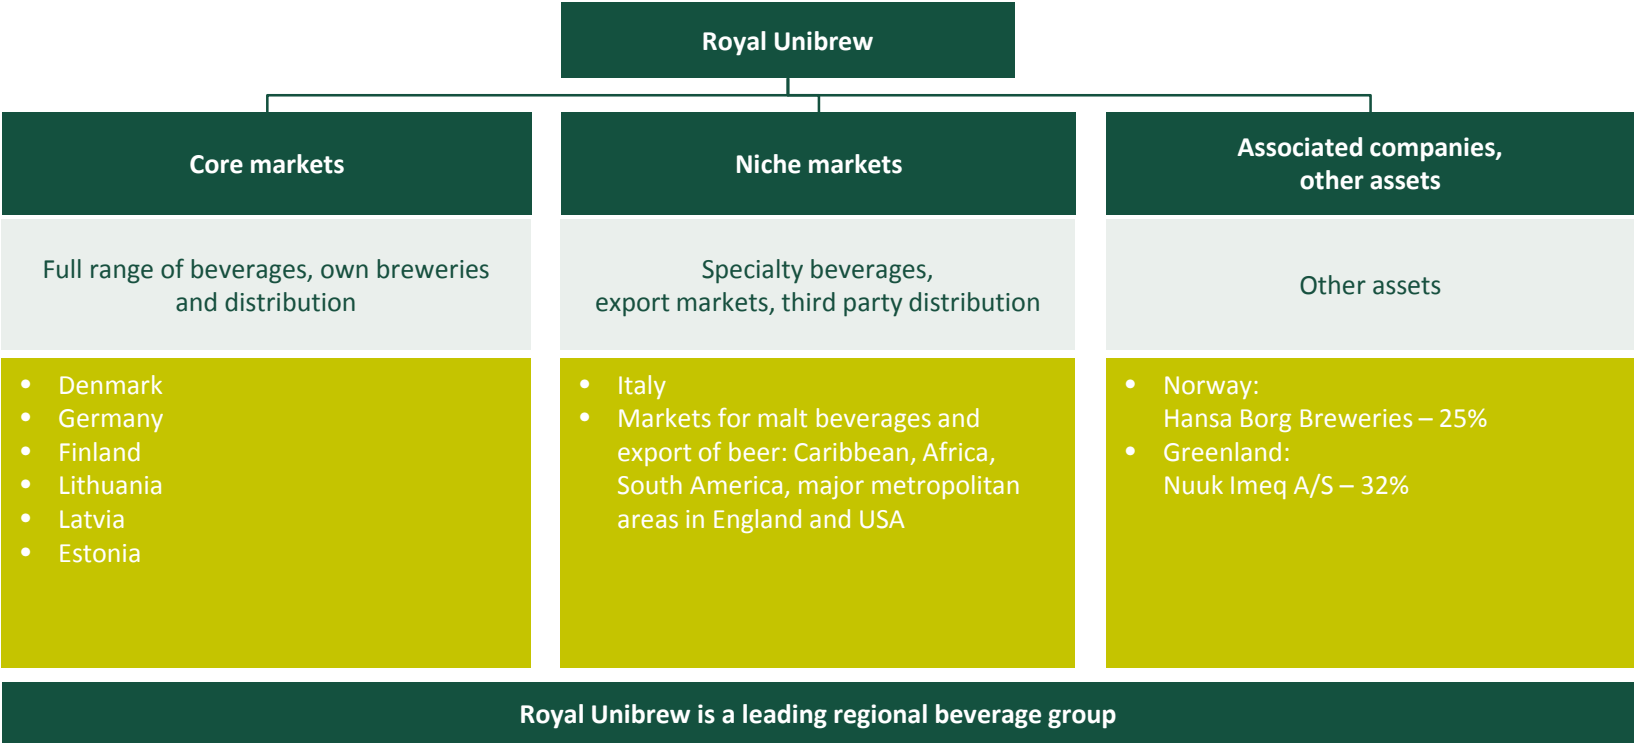 Royal Unibrew
Core markets
Full range of beverages, own breweries
and distribution
• Denmark
• Germany
• Finland
• Lithuania
• Latvia
• Estonia
Niche markets
Specialty beverages,
export markets, third party distribution
• Italy
• Markets for malt beverages and
export of beer: Caribbean, Africa,
South America, major metropolitan
areas in England and USA
Associated companies,
other assets
Other assets
• Norway:
Hansa Borg Breweries – 25%
• Greenland:
Nuuk Imeq A/S – 32%
Royal Unibrew is a leading regional beverage group